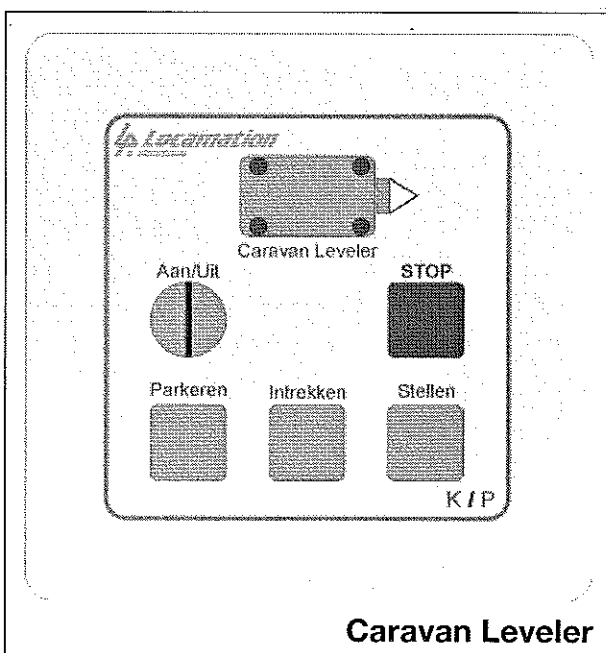 Locamation
Caravan Leveler
Aan/Uit
STOP
Parkeren
Intrekken
Stellen
K / P
Caravan Leveler